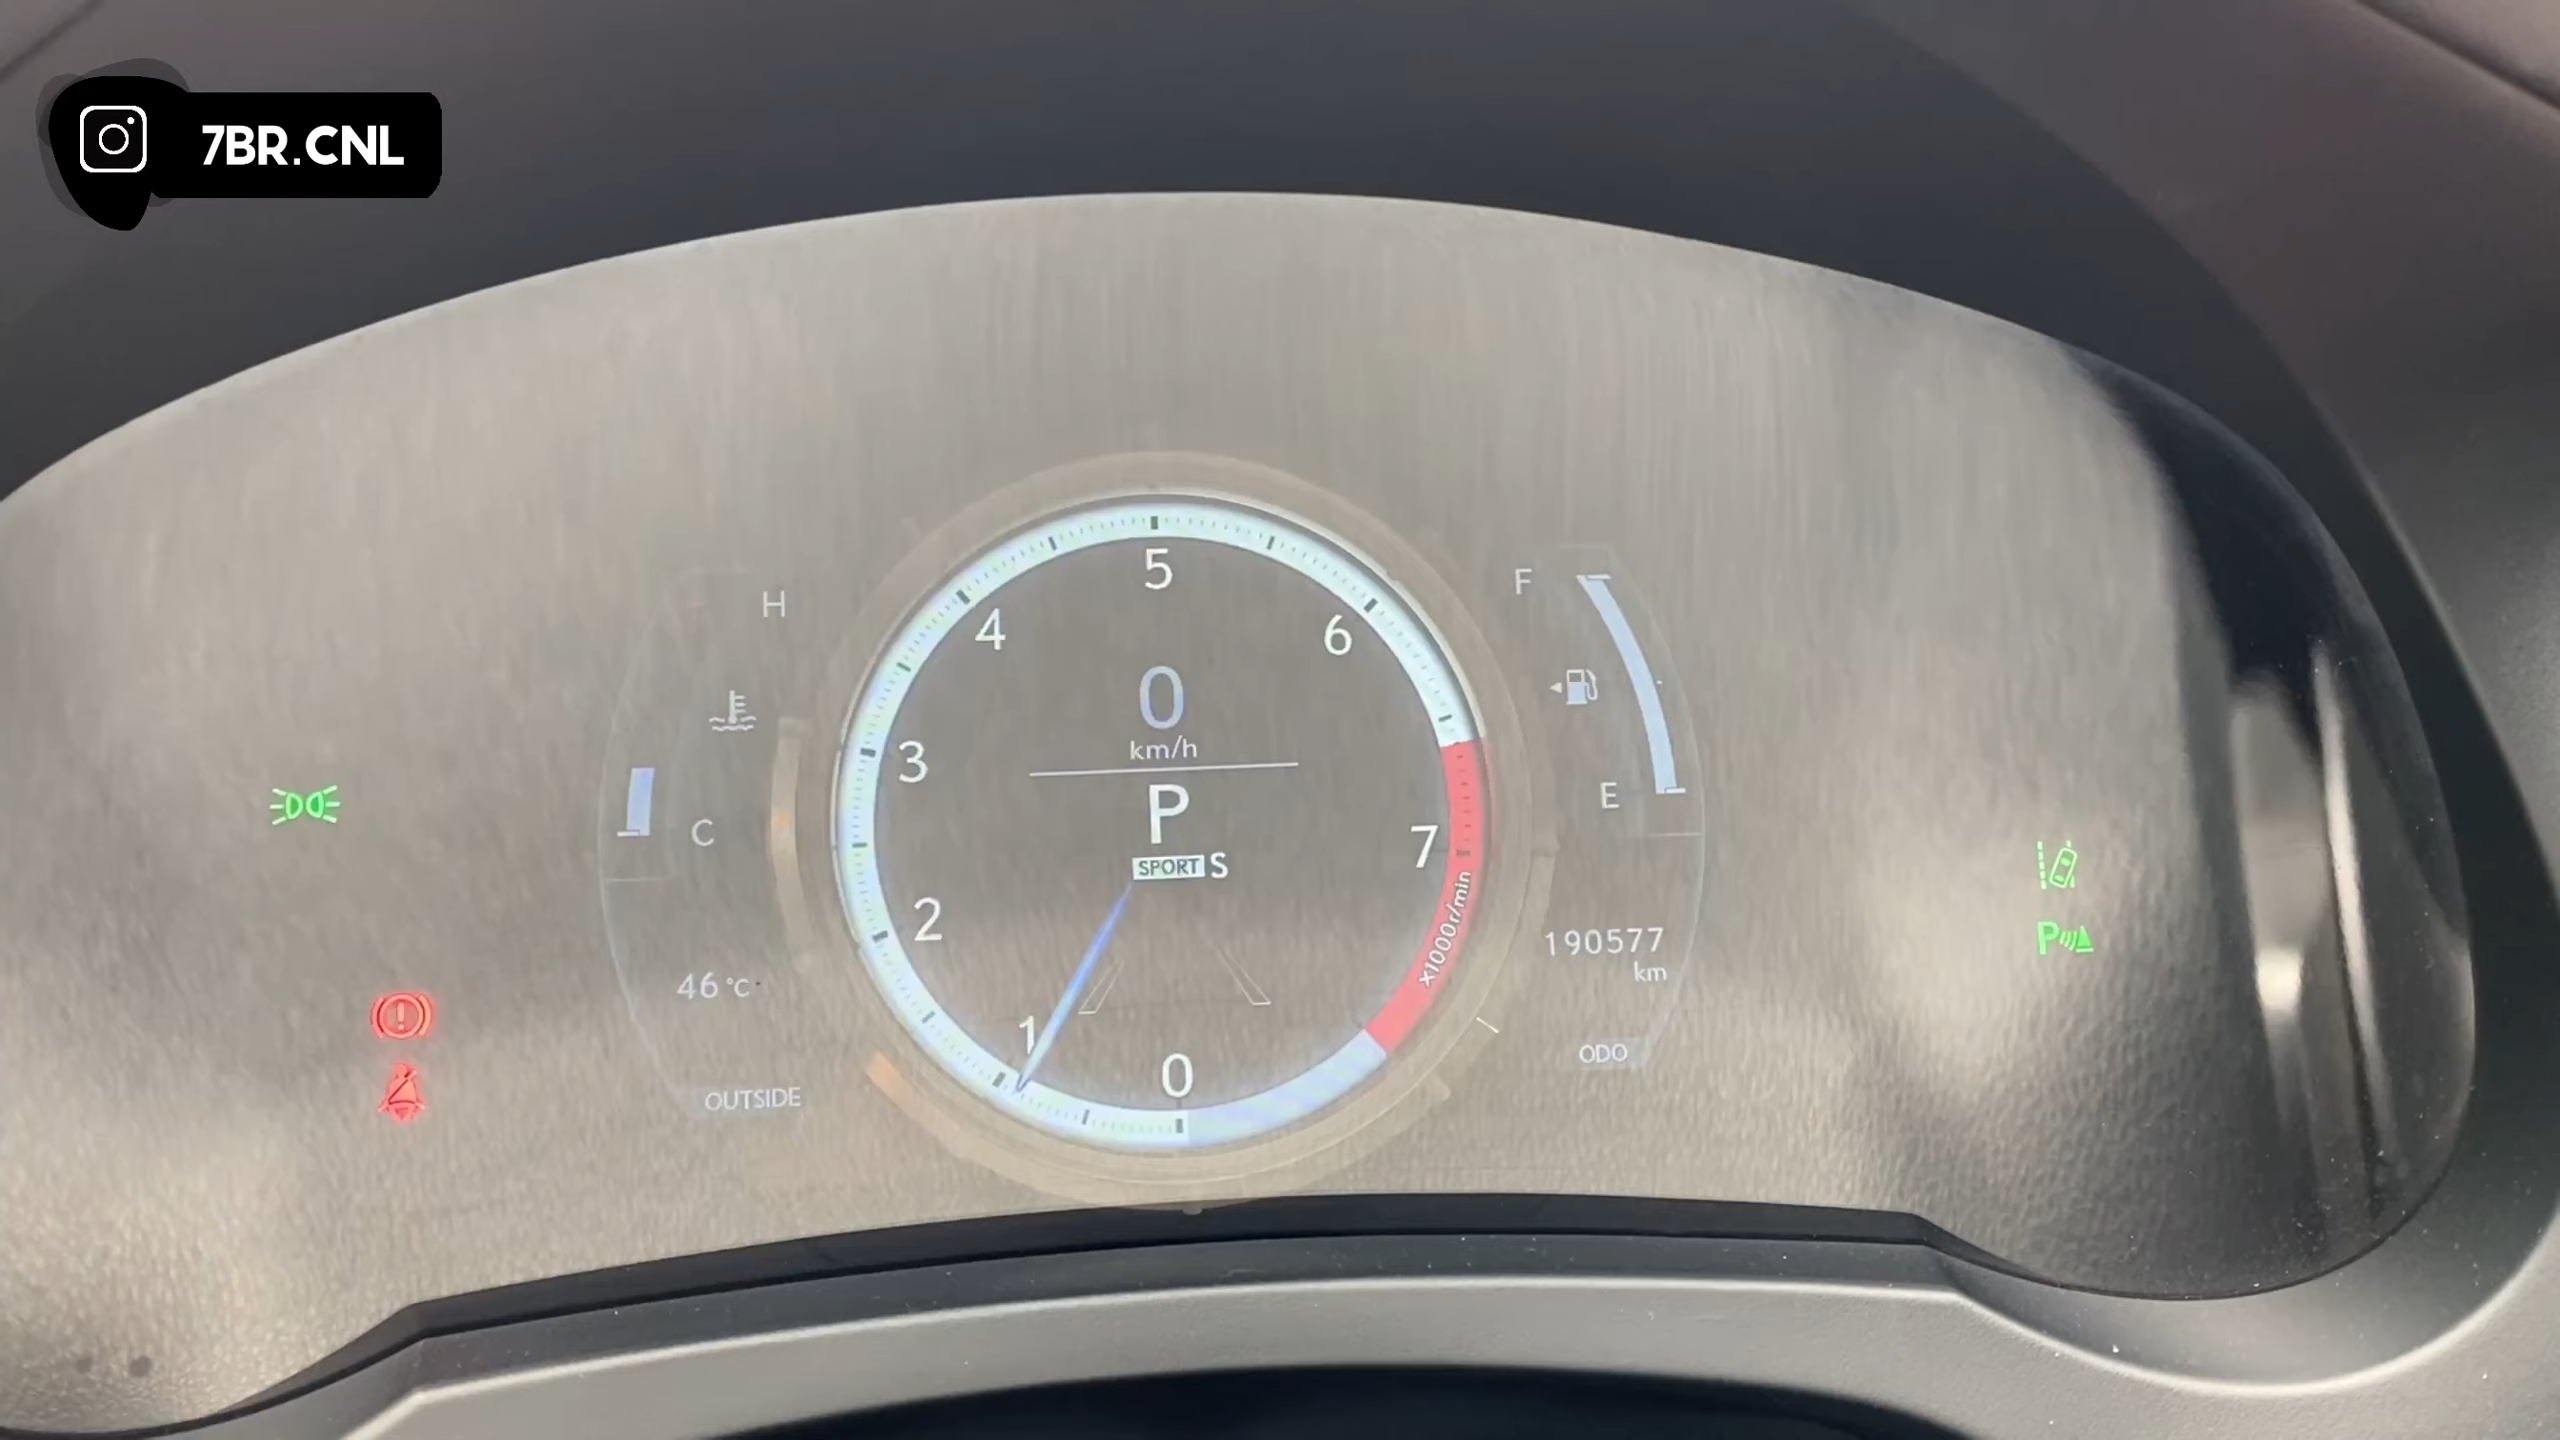 7BR.CNL
H
C
46°C
OUTSIDE
5
4
6
3
7
2
1
0
x1000r/min
0
km/h
P
SPORT S
F
E
190577
km
ODO
P